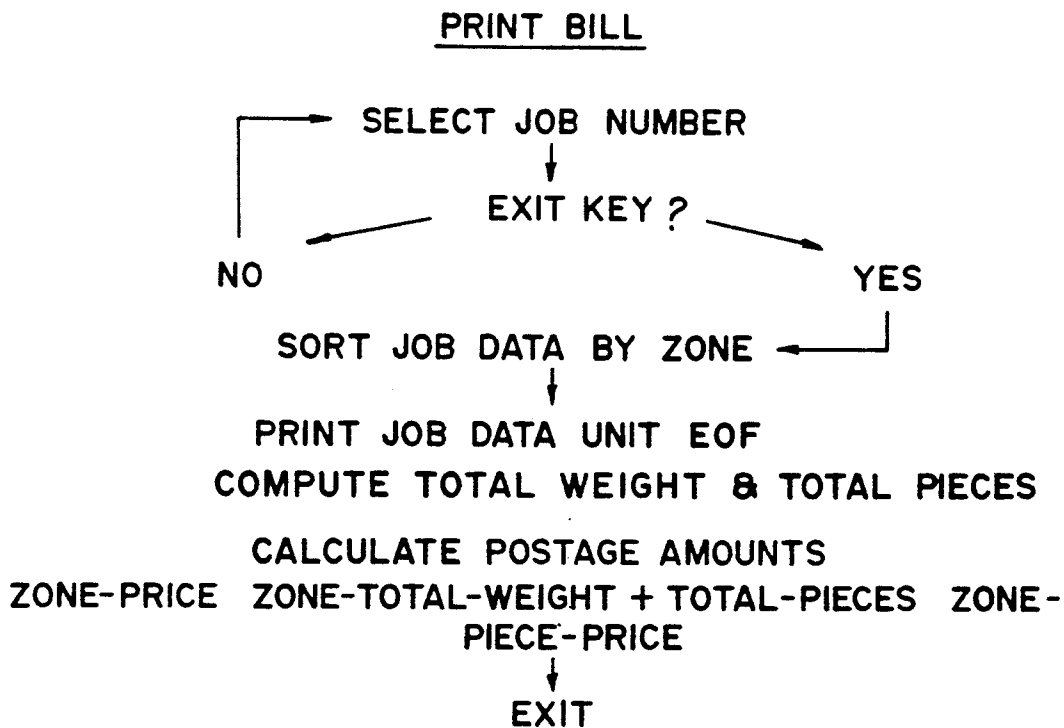 PRINT BILL
SELECT JOB NUMBER
EXIT KEY ?
NO
YES
SORT JOB DATA BY ZONE
PRINT JOB DATA UNIT EOF
COMPUTE TOTAL WEIGHT & TOTAL PIECES
CALCULATE POSTAGE AMOUNTS
ZONE-PRICE ZONE-TOTAL-WEIGHT + TOTAL-PIECES ZONE-
PIECE-PRICE
EXIT